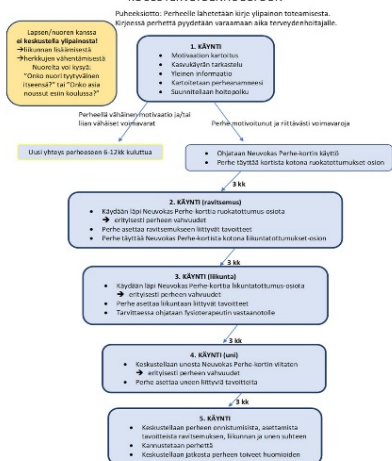 Puheeksiotto: Perheelle lähetetään kirje ylipainon toteamisesta.
Kirjeessä perhettä pyydetään varaamaan aika terveydenhoitajalle.
Lapsen/nuoren kanssa
ei keskustella ylipainosta!
→liikunnan lisäämisestä
→herkkujen vähentämisestä
Nuorelta voi kysyä:
"Onko nuori tyytyväinen
itseensä?" tai "Onko asia
noussut esiin koulussa?"
1. KÄYNTI
• Motivaation kartoitus
• Kasvukäyrän tarkastelu
• Yleinen informaatio
• Kartoitetaan perheanamneesi
• Suunnitellaan hoitopolku
Perheellä vähäinen motivaatio ja/tai
liian vähäiset voimavarat
Perhe motivoitunut ja riittävästi voimavaroja
Uusi yhteys perheeseen 6-12kk kuluttua
• Ohjataan Neuvokas Perhe-kortin käyttö
• Perhe täyttää kortista kotona ruokatottumukset-osion
3 kk
2. KÄYNTI (ravitsemus)
• Käydään läpi Neuvokas Perhe-korttia ruokatottumus-osiota
→ erityisesti perheen vahvuudet
• Perhe asettaa ravitsemukseen liittyvät tavoitteet
• Perhe täyttää Neuvokas Perhe-kortista kotona liikuntatottumukset-osion
3 kk
3. KÄYNTI (liikunta)
• Käydään läpi Neuvokas Perhe-korttia liikuntatottumus-osiota
→ erityisesti perheen vahvuudet
• Perhe asettaa liikuntaan liittyvät tavoitteet
• Tarvittaessa ohjataan fysioterapeutin vastaanotolle
3 kk
4. KÄYNTI (uni)
• Keskustellaan unesta Neuvokas Perhe-kortin viitaten
→ erityisesti perheen vahvuudet
• Perhe asettaa uneen liittyviä tavoitteita
3 kk
5. KÄYNTI
• Keskustellaan perheen onnistumisista, asettamista
tavoitteista ravitsemuksen, liikunnan ja unen suhteen
• Kannustetaan perhettä
• Keskustellaan jatkosta perheen toiveet huomioiden